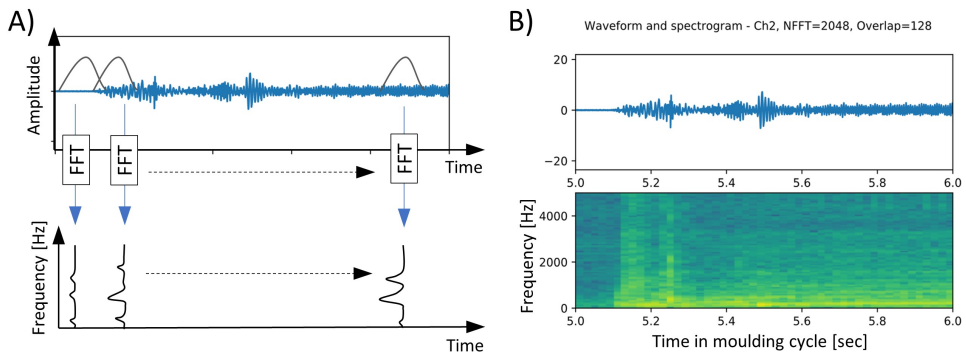 A)
Amplitude
FFT
FFT
FFT
Time
Frequency [Hz]
Time
B)
Waveform and spectrogram - Ch2, NFFT=2048, Overlap=128
20
0
−20
5.0 5.2 5.4 5.6 5.8 6.0
Frequency [Hz]
4000
2000
0
5.0 5.2 5.4 5.6 5.8 6.0
Time in moulding cycle [sec]